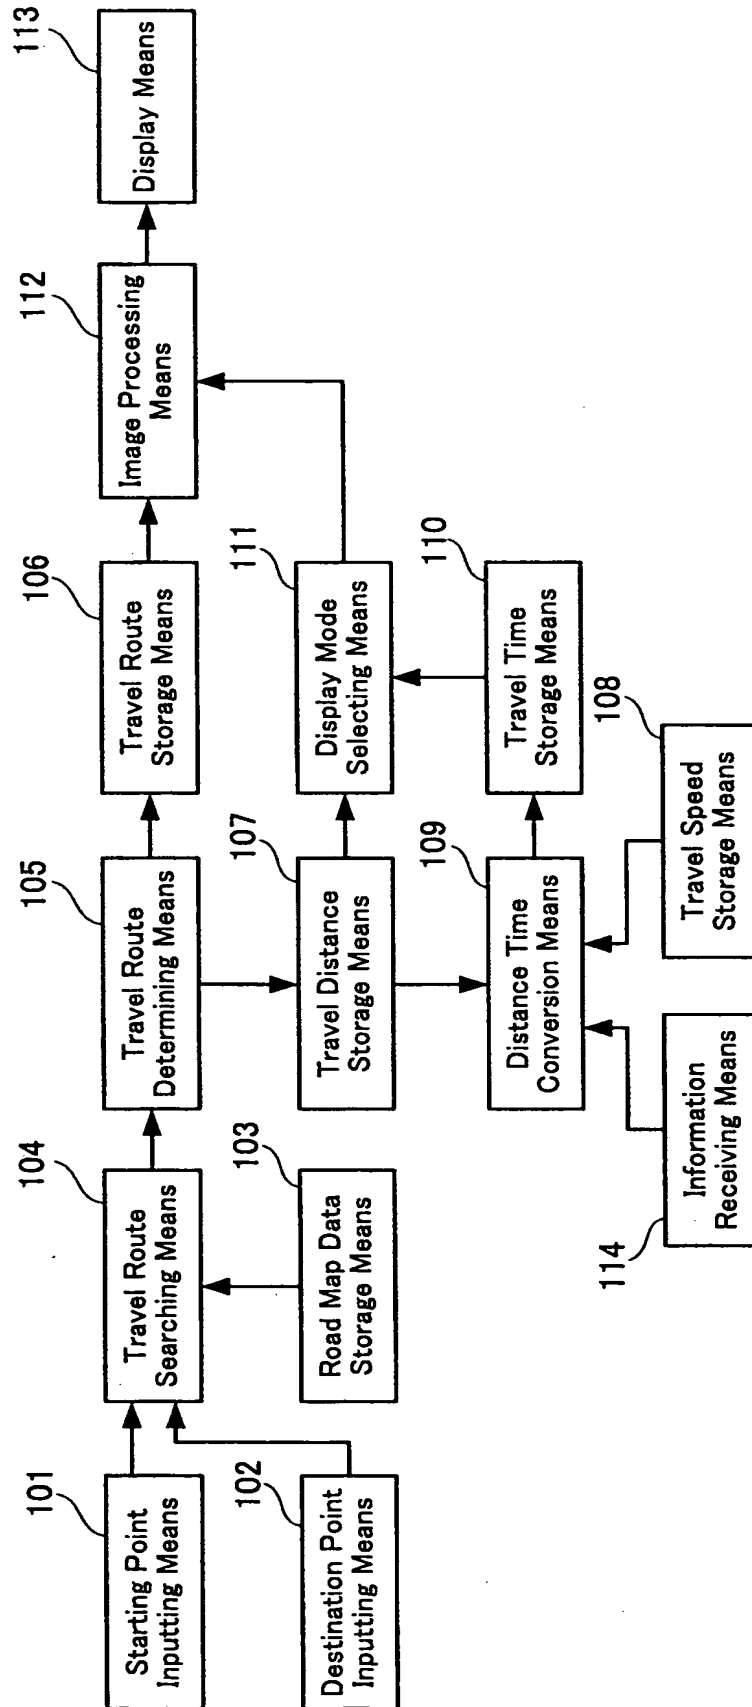 101
Starting Point
Inputting Means
102
Destination Point
Inputting Means
104
Travel Route
Searching Means
103
Road Map Data
Storage Means
105
Travel Route
Determining Means
107
Travel Distance
Storage Means
109
Distance Time
Conversion Means
114
Information
Receiving Means
106
Travel Route
Storage Means
111
Display Mode
Selecting Means
110
Travel Time
Storage Means
108
Travel Speed
Storage Means
112
Image Processing
Means
113
Display Means